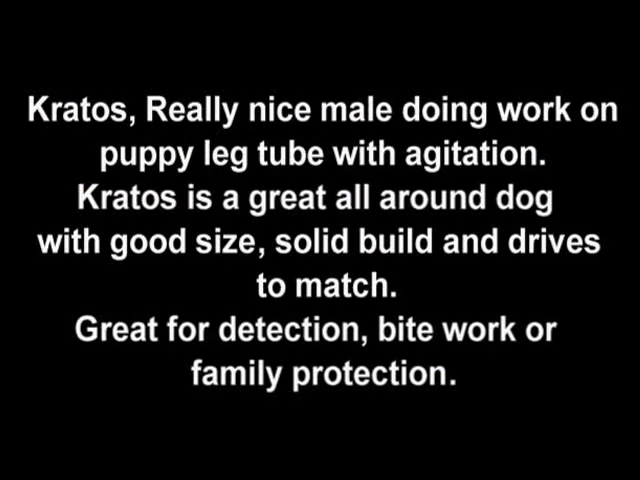 Kratos, Really nice male doing work on
puppy leg tube with agitation.
Kratos is a great all around dog
with good size, solid build and drives
to match.
Great for detection, bite work or
family protection.